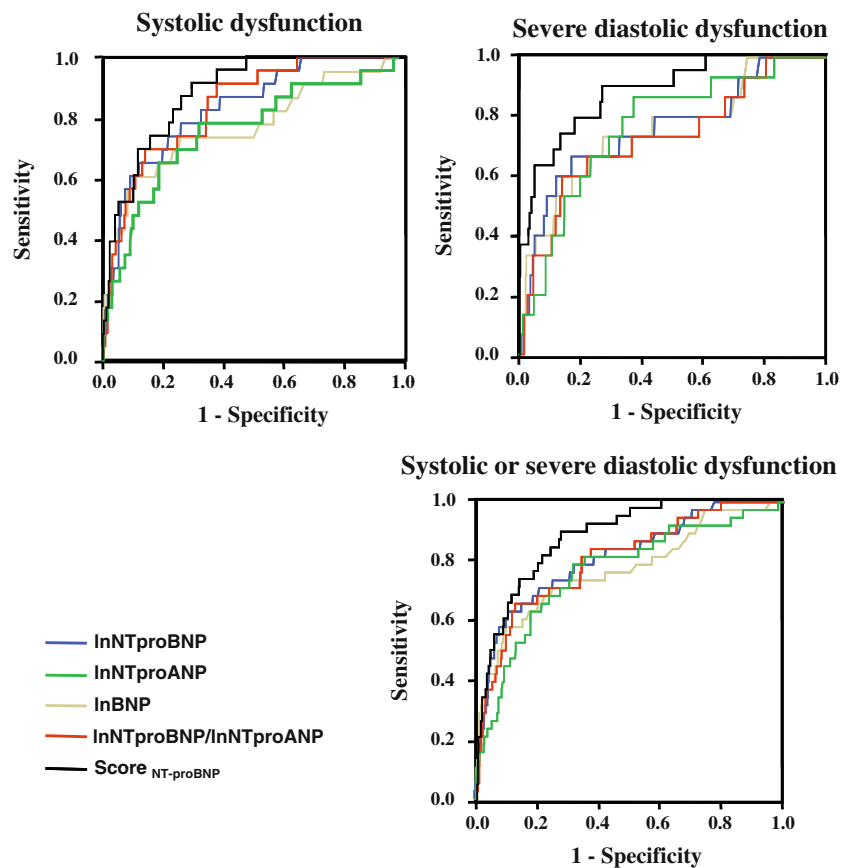 Systolic dysfunction
1.0
0.8
0.6
0.4
0.2
0.0
Sensitivity
0.0 0.2 0.4 0.6 0.8 1.0
1 - Specificity
Severe diastolic dysfunction
1.0
0.8
0.6
0.4
0.2
0.0
Sensitivity
0.0 0.2 0.4 0.6 0.8 1.0
1 - Specificity
Systolic or severe diastolic dysfunction
1.0
0.8
0.6
0.4
0.2
0.0
Sensitivity
0.0 0.2 0.4 0.6 0.8 1.0
1 - Specificity
lnNTproBNP
lnNTproANP
lnBNP
lnNTproBNP/lnNTproANP
Score NT-proBNP